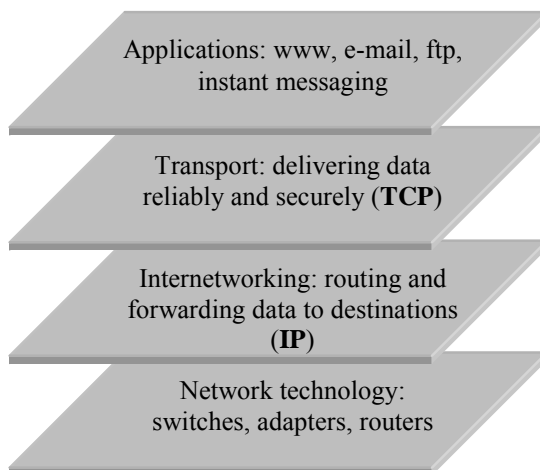 Applications: www, e-mail, ftp,
instant messaging
Transport: delivering data
reliably and securely (TCP)
Internetworking: routing and
forwarding data to destinations
(IP)
Network technology:
switches, adapters, routers